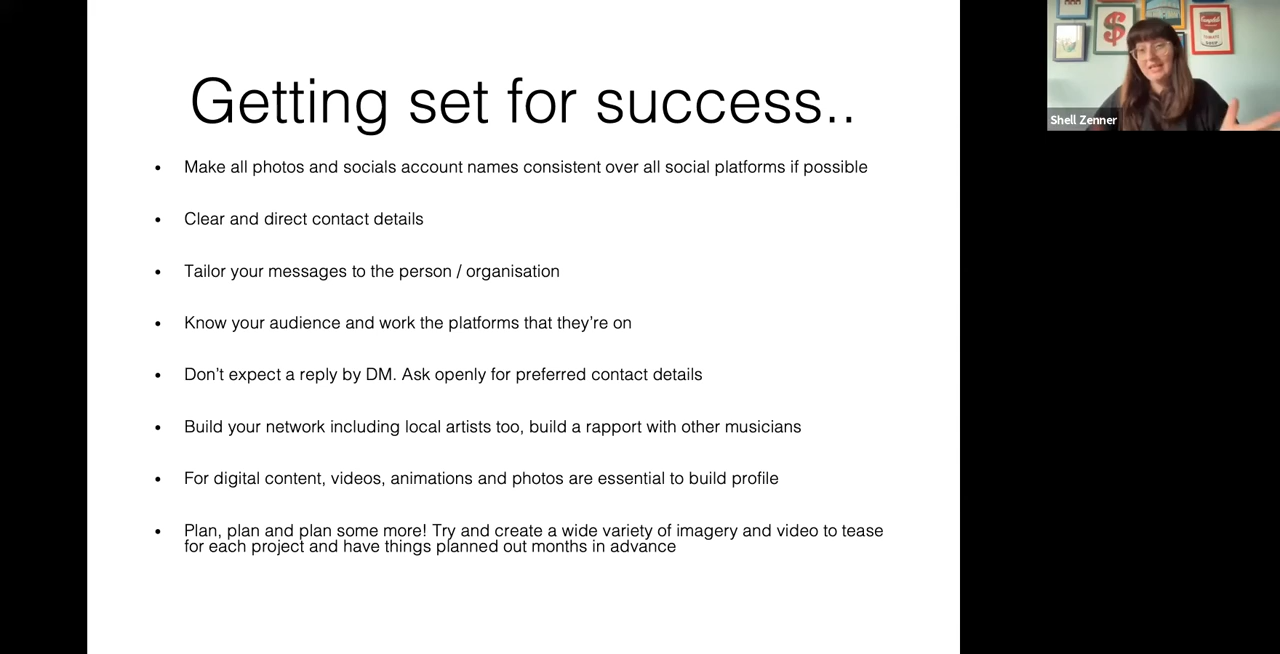 Getting set for success..
• Make all photos and socials account names consistent over all social platforms if possible
• Clear and direct contact details
• Tailor your messages to the person / organisation
• Know your audience and work the platforms that they’re on
• Don’t expect a reply by DM. Ask openly for preferred contact details
• Build your network including local artists too, build a rapport with other musicians
• For digital content, videos, animations and photos are essential to build profile
• Plan, plan and plan some more! Try and create a wide variety of imagery and video to tease
for each project and have things planned out months in advance
$
Campbell's
TOMATO
SOUP
Shell Zenner